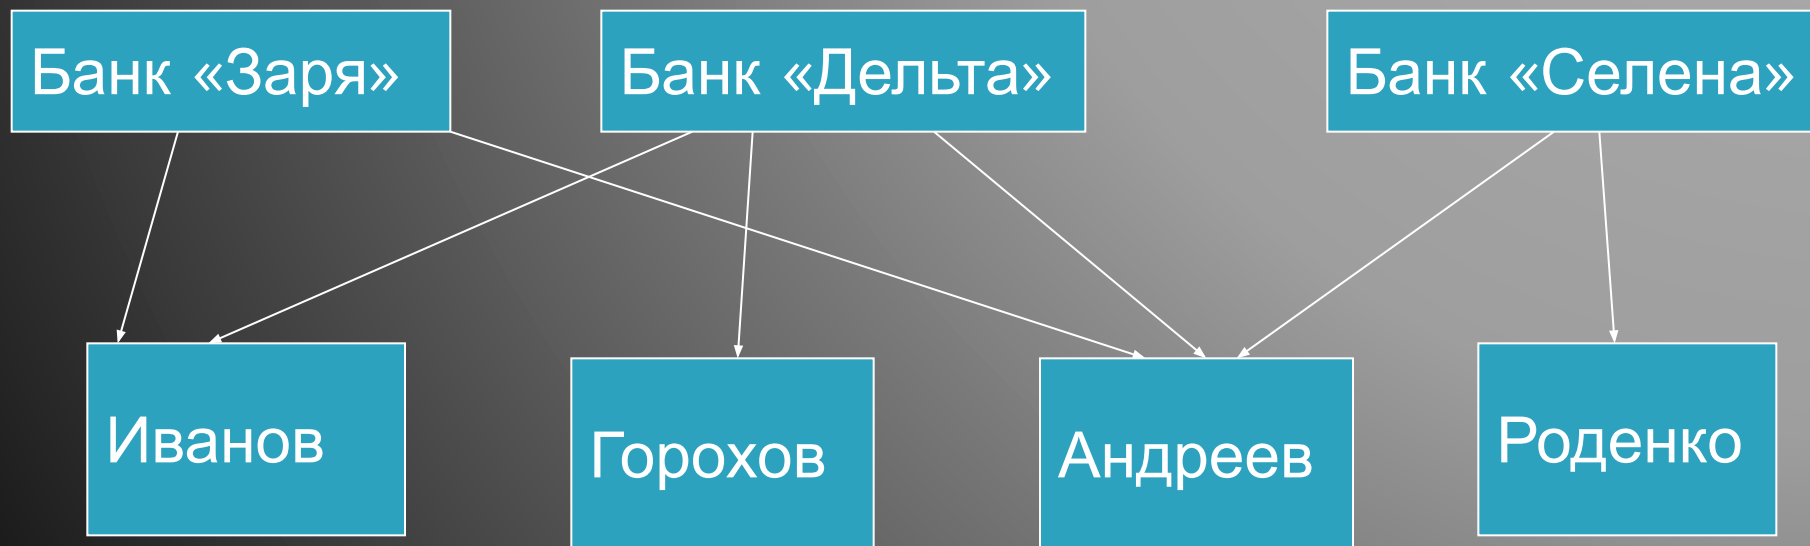 Банк «Заря»
Банк «Дельта»
Банк «Селена»
Иванов
Горохов
Андреев
Роденко